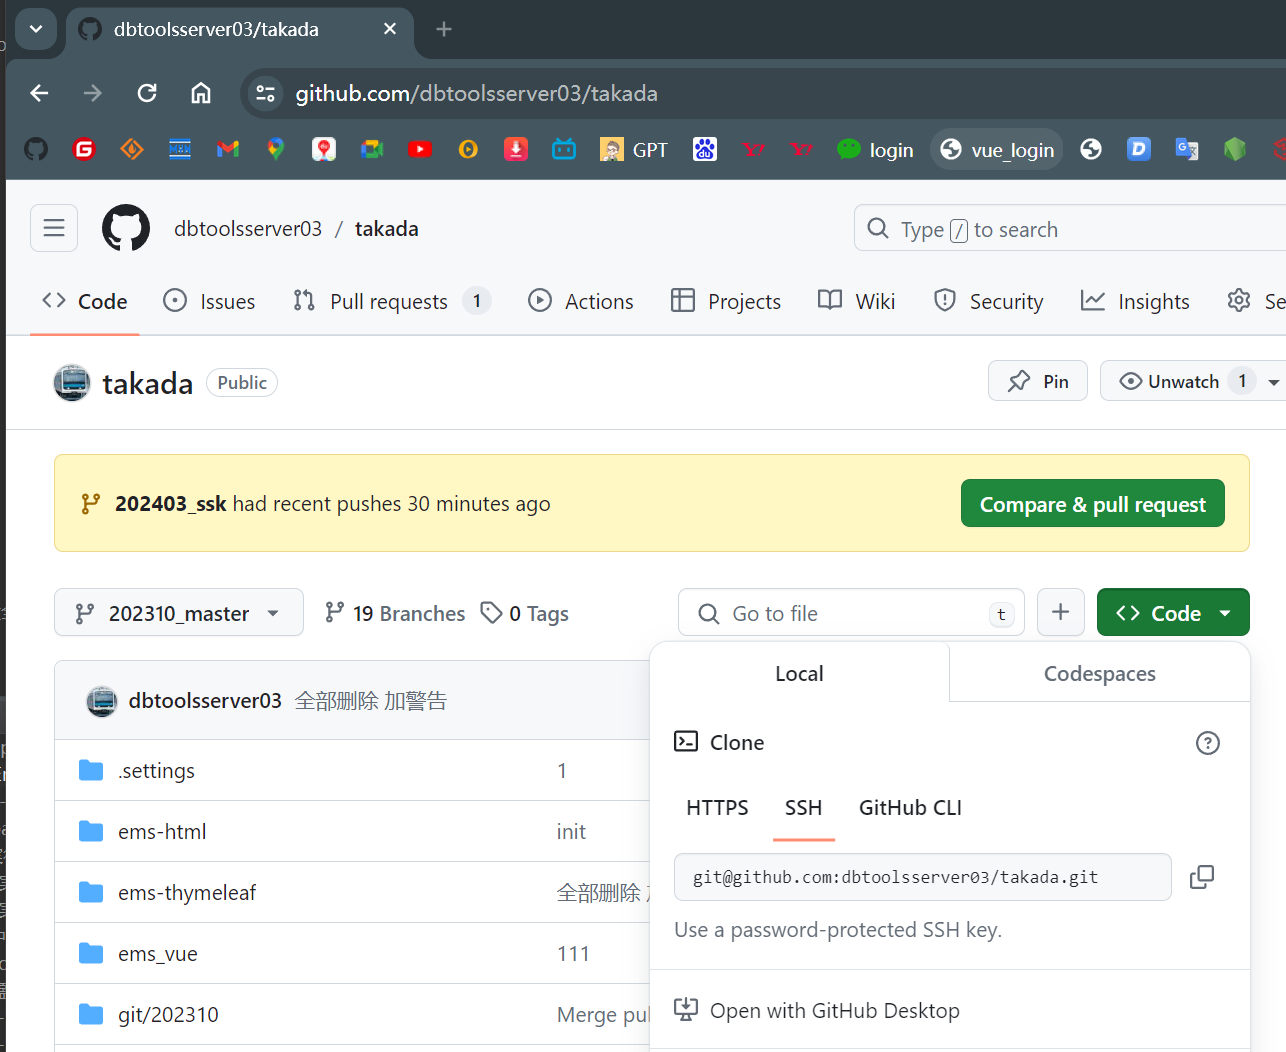 dbtoolsserver03/takada
github.com/dbtoolsserver03/takada
GPT
login
vue_login
dbtoolsserver03 / takada
Type / to search
Code
Issues
Pull requests 1
Actions
Projects
Wiki
Security
Insights
Se
takada Public
Pin
Unwatch 1
202403_ssk had recent pushes 30 minutes ago
Compare & pull request
202310_master
19 Branches
0 Tags
Go to file t
Code
dbtoolsserver03 全部删除 加警告
.settings 1
ems-html init
ems-thymeleaf 全部删除
ems_vue 111
git/202310 Merge pul
Local
Codespaces
Clone
HTTPS
SSH
GitHub CLI
git@github.com:dbtoolsserver03/takada.git
Use a password-protected SSH key.
Open with GitHub Desktop